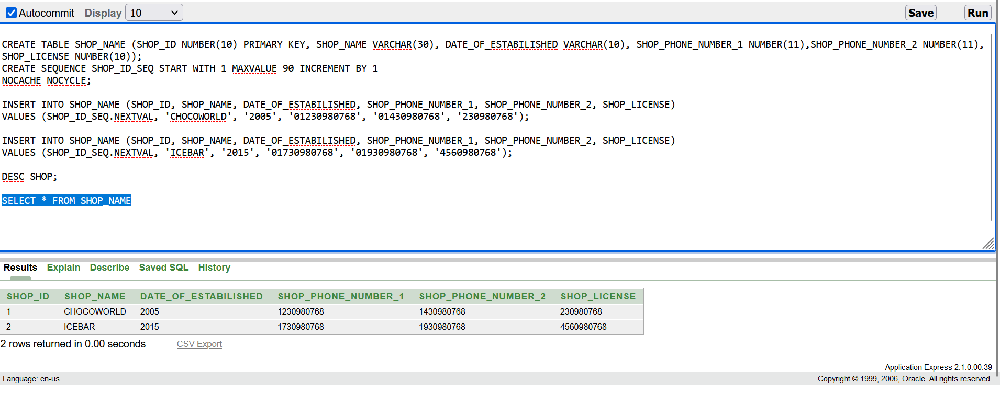 Autocommit Display 10 Save Run
CREATE TABLE SHOP_NAME (SHOP_ID NUMBER(10) PRIMARY KEY, SHOP_NAME VARCHAR(30), DATE_OF_ESTABILISHED VARCHAR(10), SHOP_PHONE_NUMBER_1 NUMBER(11),SHOP_PHONE_NUMBER_2 NUMBER(11),
SHOP_LICENSE NUMBER(10));
CREATE SEQUENCE SHOP_ID_SEQ START WITH 1 MAXVALUE 90 INCREMENT BY 1
NOCACHE NOCYCLE;
INSERT INTO SHOP_NAME (SHOP_ID, SHOP_NAME, DATE_OF_ESTABILISHED, SHOP_PHONE_NUMBER_1, SHOP_PHONE_NUMBER_2, SHOP_LICENSE)
VALUES (SHOP_ID_SEQ.NEXTVAL, 'CHOCOWORLD', '2005', '01230980768', '01430980768', '230980768');
INSERT INTO SHOP_NAME (SHOP_ID, SHOP_NAME, DATE_OF_ESTABILISHED, SHOP_PHONE_NUMBER_1, SHOP_PHONE_NUMBER_2, SHOP_LICENSE)
VALUES (SHOP_ID_SEQ.NEXTVAL, 'ICEBAR', '2015', '01730980768', '01930980768', '4560980768');
DESC SHOP;
SELECT * FROM SHOP_NAME
Results Explain Describe Saved SQL History
SHOP_ID SHOP_NAME DATE_OF_ESTABILISHED SHOP_PHONE_NUMBER_1 SHOP_PHONE_NUMBER_2 SHOP_LICENSE
1 CHOCOWORLD 2005 1230980768 1430980768 230980768
2 ICEBAR 2015 1730980768 1930980768 4560980768
2 rows returned in 0.00 seconds CSV Export
Application Express 2.1.0.00.39
Language: en-us Copyright © 1999, 2006, Oracle. All rights reserved.